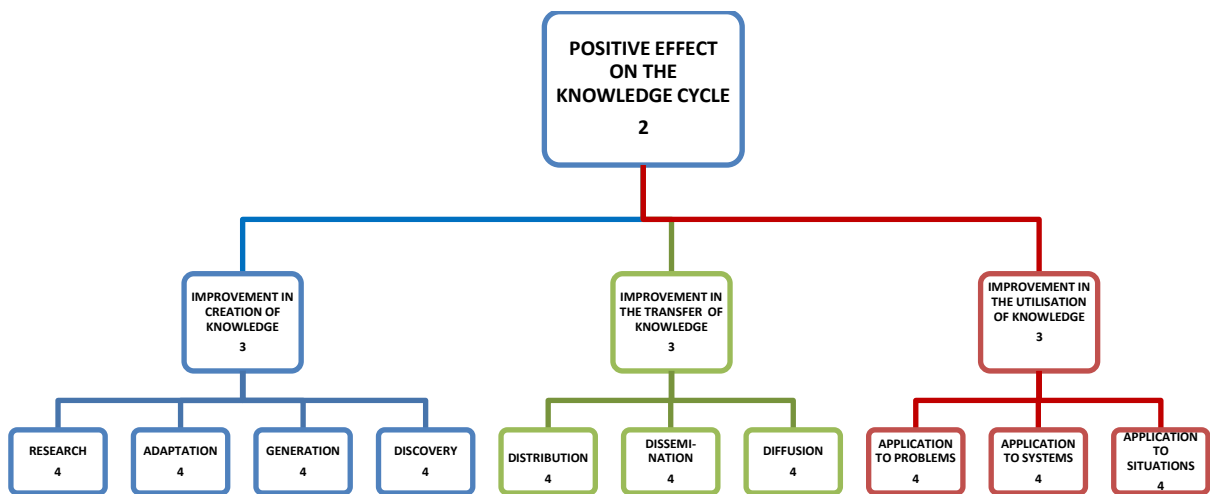 POSITIVE EFFECT
ON THE
KNOWLEDGE CYCLE
2
IMPROVEMENT IN
CREATION OF
KNOWLEDGE
3
IMPROVEMENT IN
THE TRANSFER OF
KNOWLEDGE
3
IMPROVEMENT IN
THE UTILISATION
OF KNOWLEDGE
3
RESEARCH
4
ADAPTATION
4
GENERATION
4
DISCOVERY
4
DISTRIBUTION
4
DISSEMI-
NATION
4
DIFFUSION
4
APPLICATION
TO PROBLEMS
4
APPLICATION
TO SYSTEMS
4
APPLICATION
TO
SITUATIONS
4